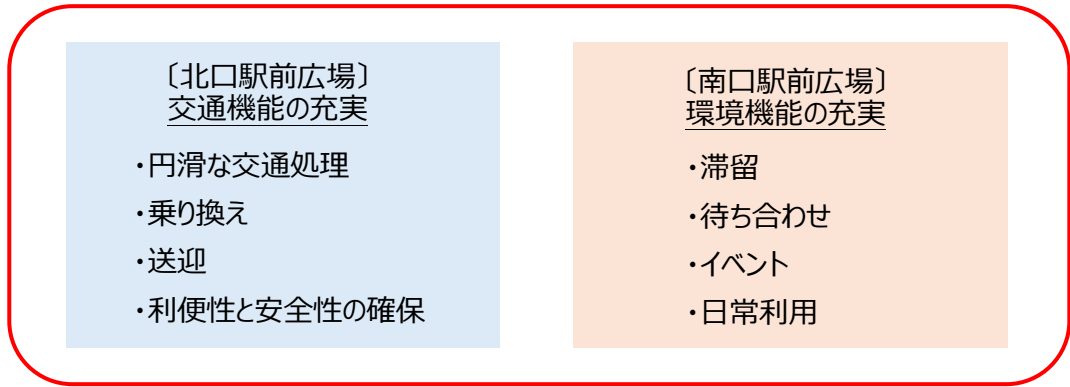 〔北口駅前広場〕
交通機能の充実
・円滑な交通処理
・乗り換え
・送迎
・利便性と安全性の確保
〔南口駅前広場〕
環境機能の充実
・滞留
・待ち合わせ
・イベント
・日常利用